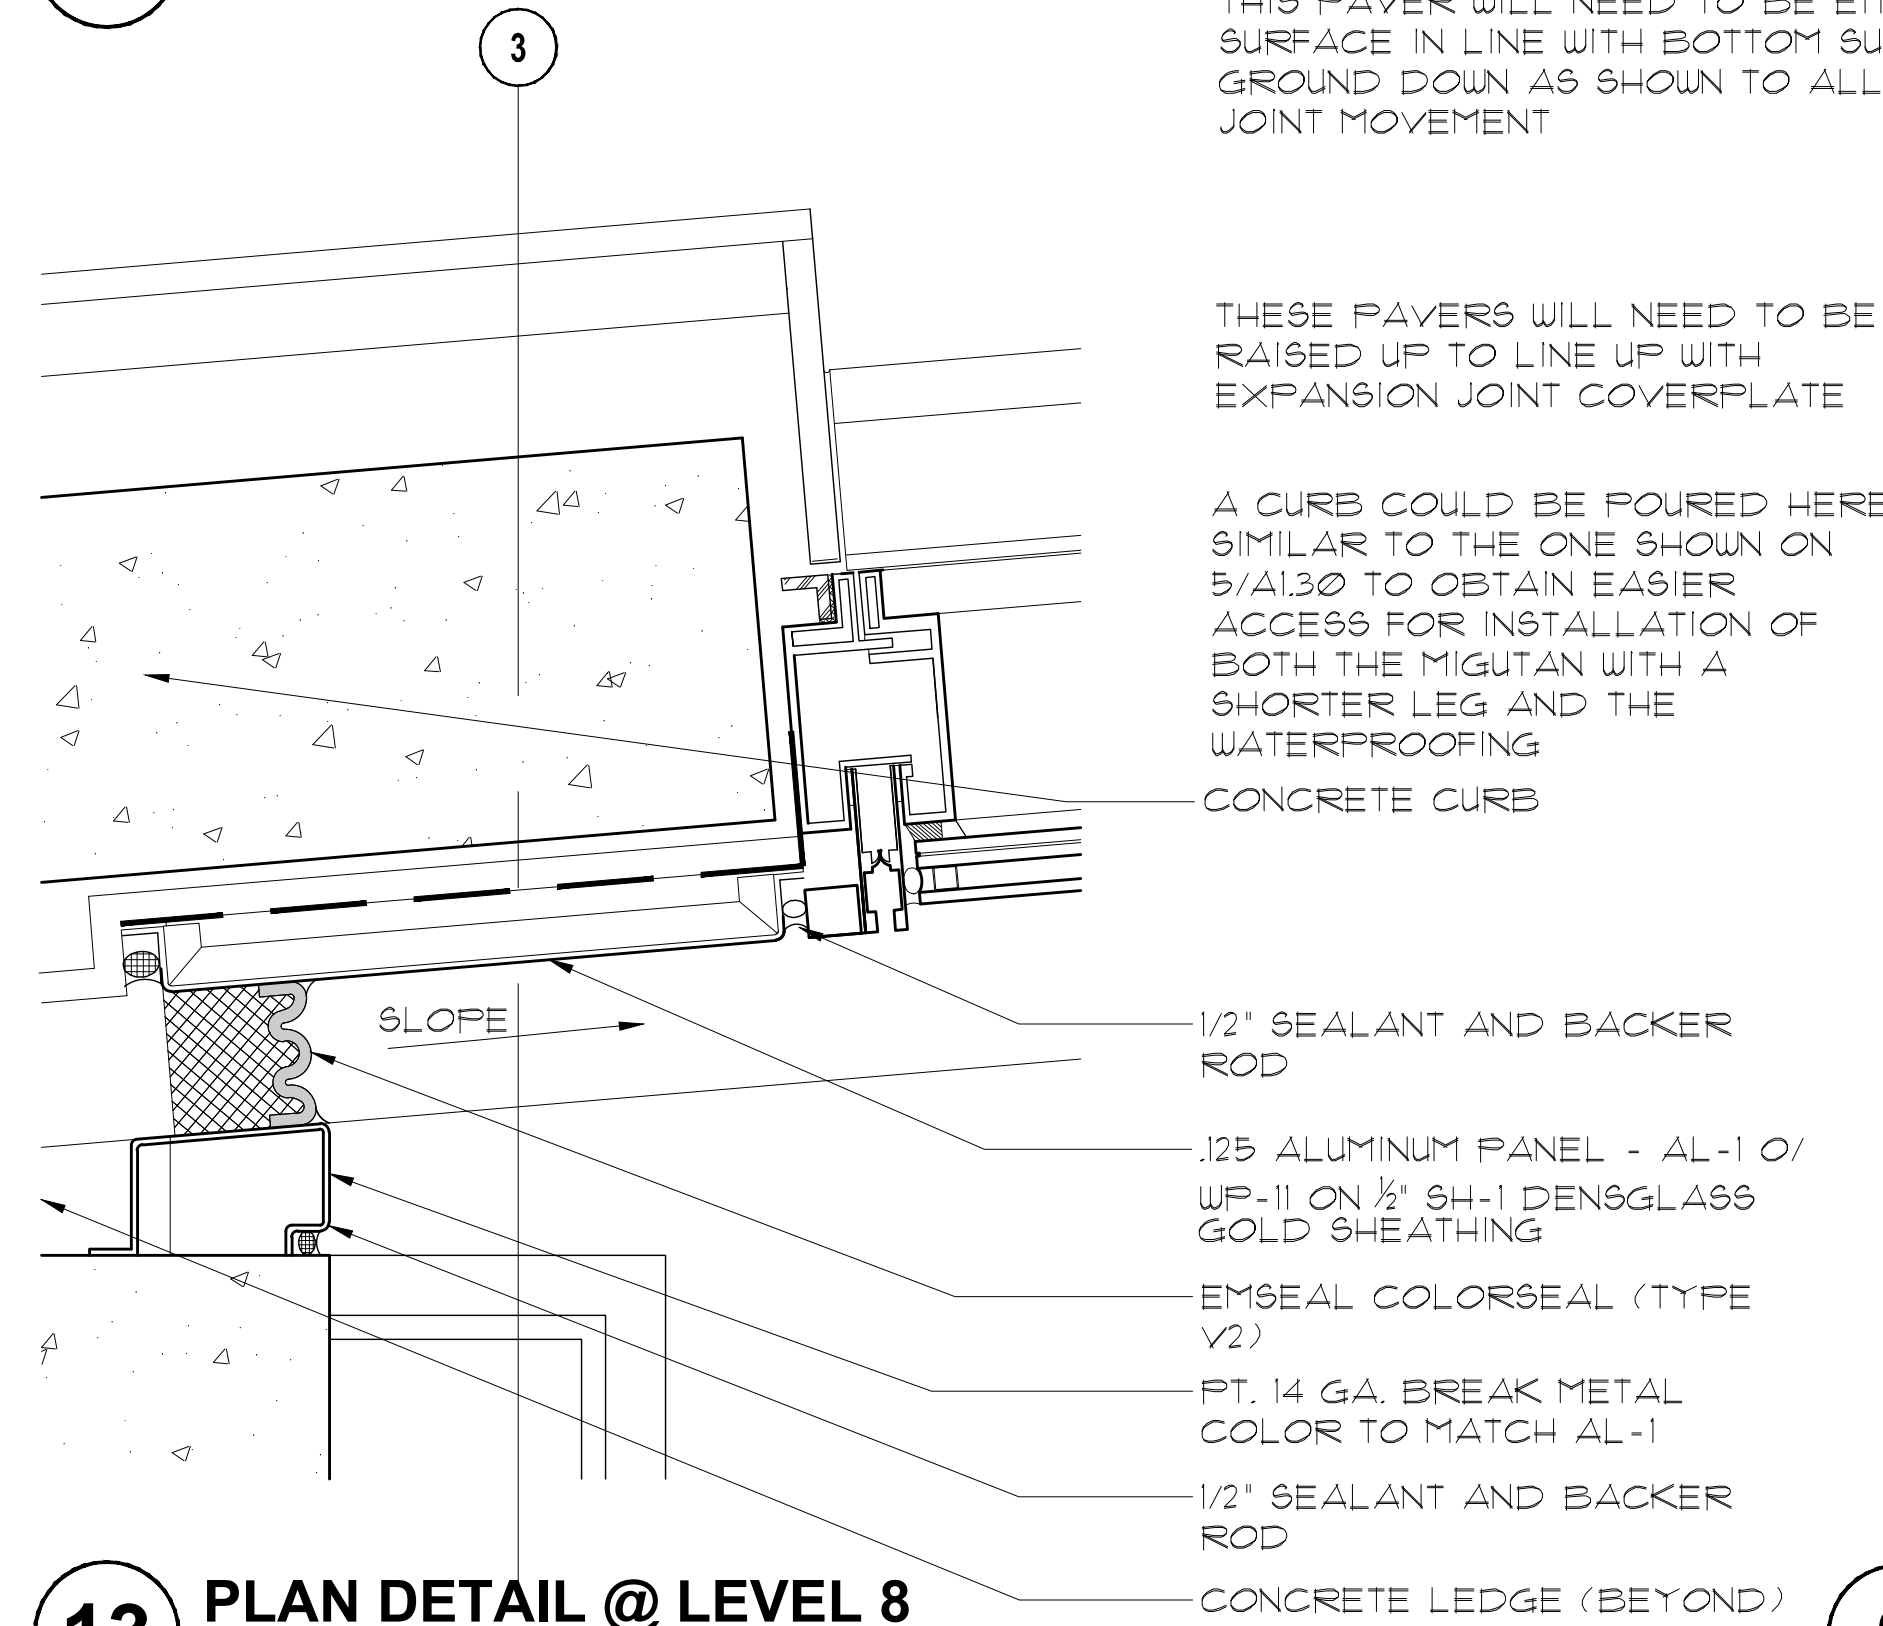 3
THIS PAVER WILL NEED TO BE
SURFACE IN LINE WITH BOTTOM
GROUND DOWN AS SHOWN TO
JOINT MOVEMENT
THESE PAVERS WILL NEED TO BE
RAISED UP TO LINE UP WITH
EXPANSION JOINT COVERPLATE
A CURB COULD BE POURED HERE
SIMILAR TO THE ONE SHOWN ON
5/A1.30 TO OBTAIN EASIER
ACCESS FOR INSTALLATION OF
BOTH THE MIGUTAN WITH A
SHORTER LEG AND THE
WATERPROOFING
CONCRETE CURB
SLOPE
1/2" SEALANT AND BACKER
ROD
.125 ALUMINUM PANEL - AL-1 O/
WP-11 ON ½" SH-1 DENSGLASS
GOLD SHEATHING
EMSEAL COLORSEAL (TYPE
V2)
PT. 14 GA. BREAK METAL
COLOR TO MATCH AL-1
1/2" SEALANT AND BACKER
ROD
CONCRETE LEDGE (BEYOND)
PLAN DETAIL @ LEVEL 8